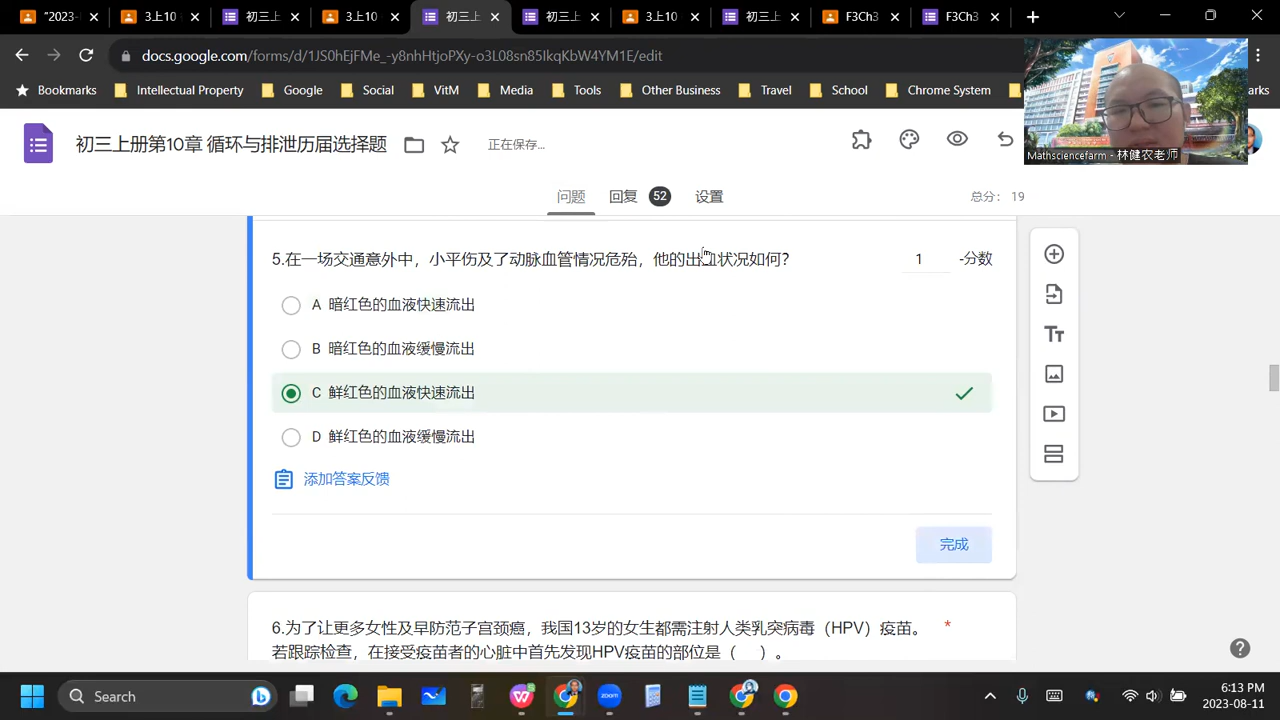 "2023-
3上10
初三上
3上10
初三上
初三上
3上10
初三上
F3Ch3
F3Ch3
Bookmarks
Intellectual Property
Google
Social
VitM
Media
Tools
Other Business
Travel
School
Chrome System
初三上册第10章 循环与排泄历届选择题
正在保存...
Mathsciencefarm - 林健农老师
问题
回复 52
设置
总分： 19
5.在一场交通意外中，小平伤及了动脉血管情况危殆，他的出血状况如何？
1 -分数
A 暗红色的血液快速流出
B 暗红色的血液缓慢流出
C 鲜红色的血液快速流出
D 鲜红色的血液缓慢流出
添加答案反馈
完成
6.为了让更多女性及早防范子宫颈癌，我国13岁的女生都需注射人类乳突病毒（HPV）疫苗。 *
若跟踪检查，在接受疫苗者的心脏中首先发现HPV疫苗的部位是（ ）。
Search
6:13 PM
2023-08-11